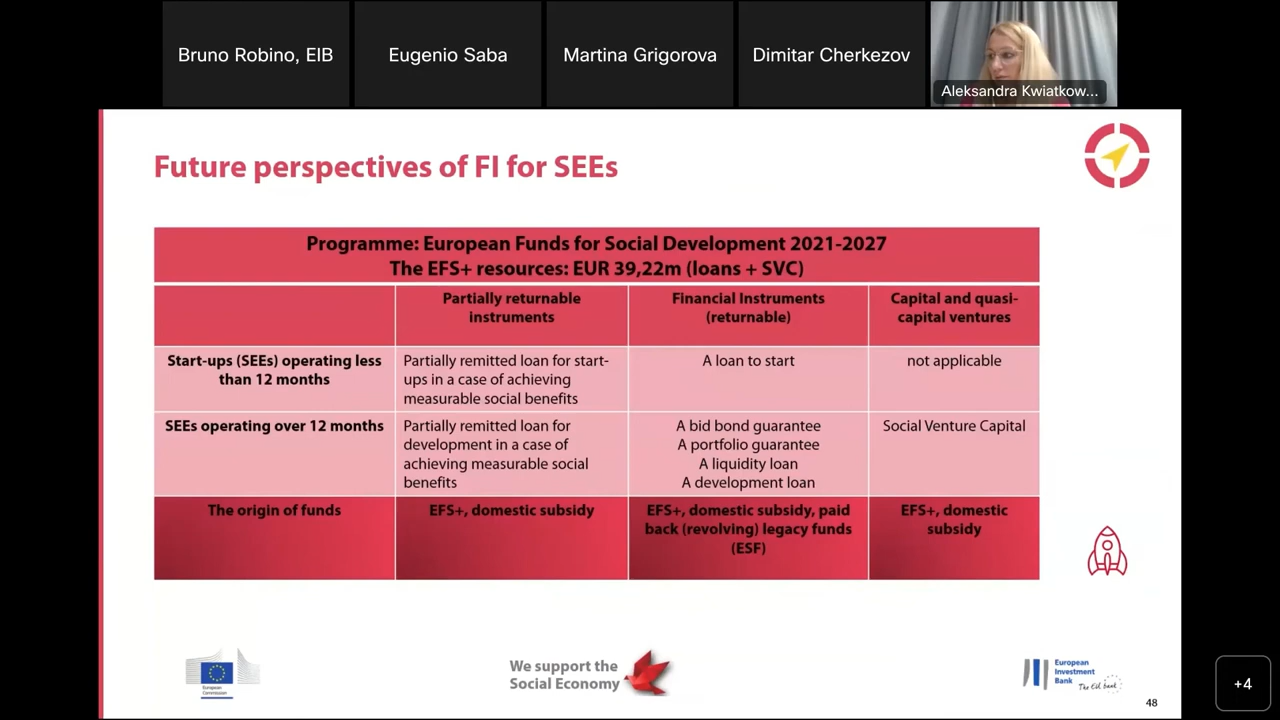 Bruno Robino, EIB
Eugenio Saba
Martina Grigorova
Dimitar Cherkezov
Aleksandra Kwiatkow...
Future perspectives of FI for SEEs
Programme: European Funds for Social Development 2021-2027
The EFS+ resources: EUR 39,22m (loans + SVC)
Partially returnable
instruments
Financial Instruments
(returnable)
Capital and quasi-
capital ventures
Start-ups (SEEs) operating less
than 12 months
Partially remitted loan for start-
ups in a case of achieving
measurable social benefits
A loan to start
not applicable
SEEs operating over 12 months
Partially remitted loan for
development in a case of
achieving measurable social
benefits
A bid bond guarantee
A portfolio guarantee
A liquidity loan
A development loan
Social Venture Capital
The origin of funds
EFS+, domestic subsidy
EFS+, domestic subsidy, paid
back (revolving) legacy funds
(ESF)
EFS+, domestic
subsidy
European
Commission
We support the
Social Economy
European
Investment
Bank
The EIB bank
48
+4